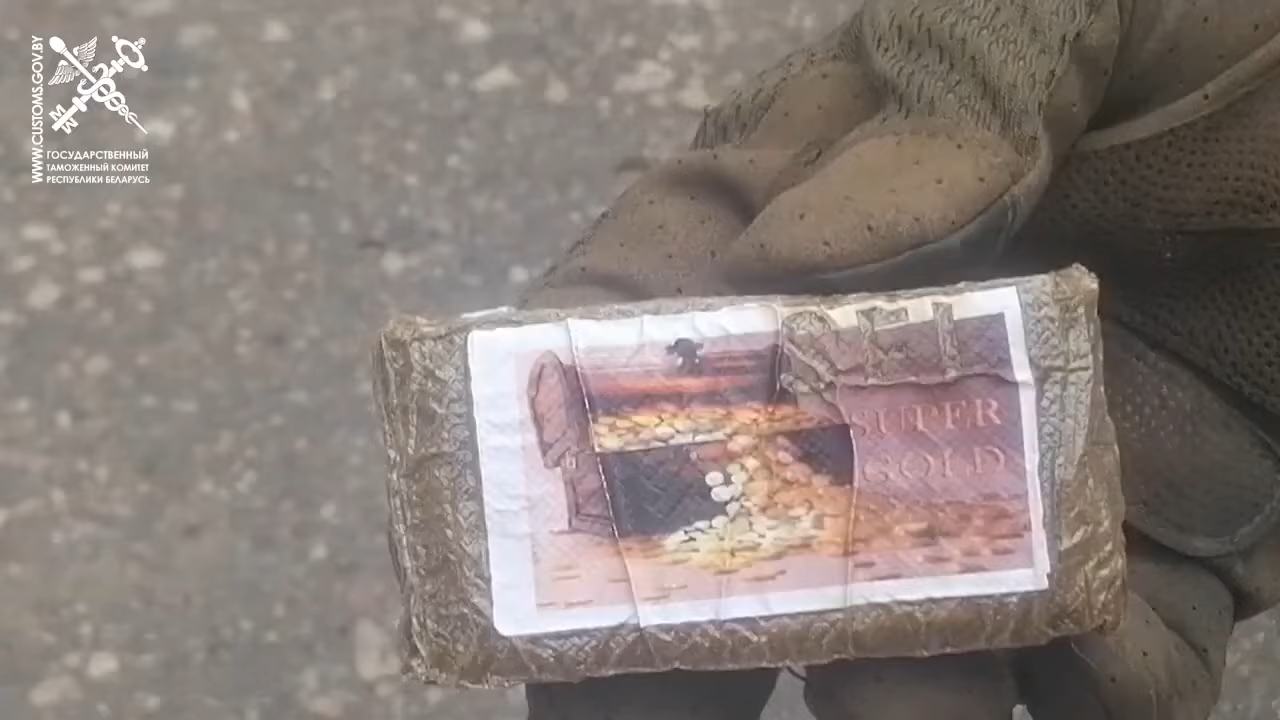 WWW.CUSTOMS.GOV.BY
ГОСУДАРСТВЕННЫЙ
ТАМОЖЕННЫЙ КОМИТЕТ
РЕСПУБЛИКИ БЕЛАРУСЬ
SUPER
GOLD